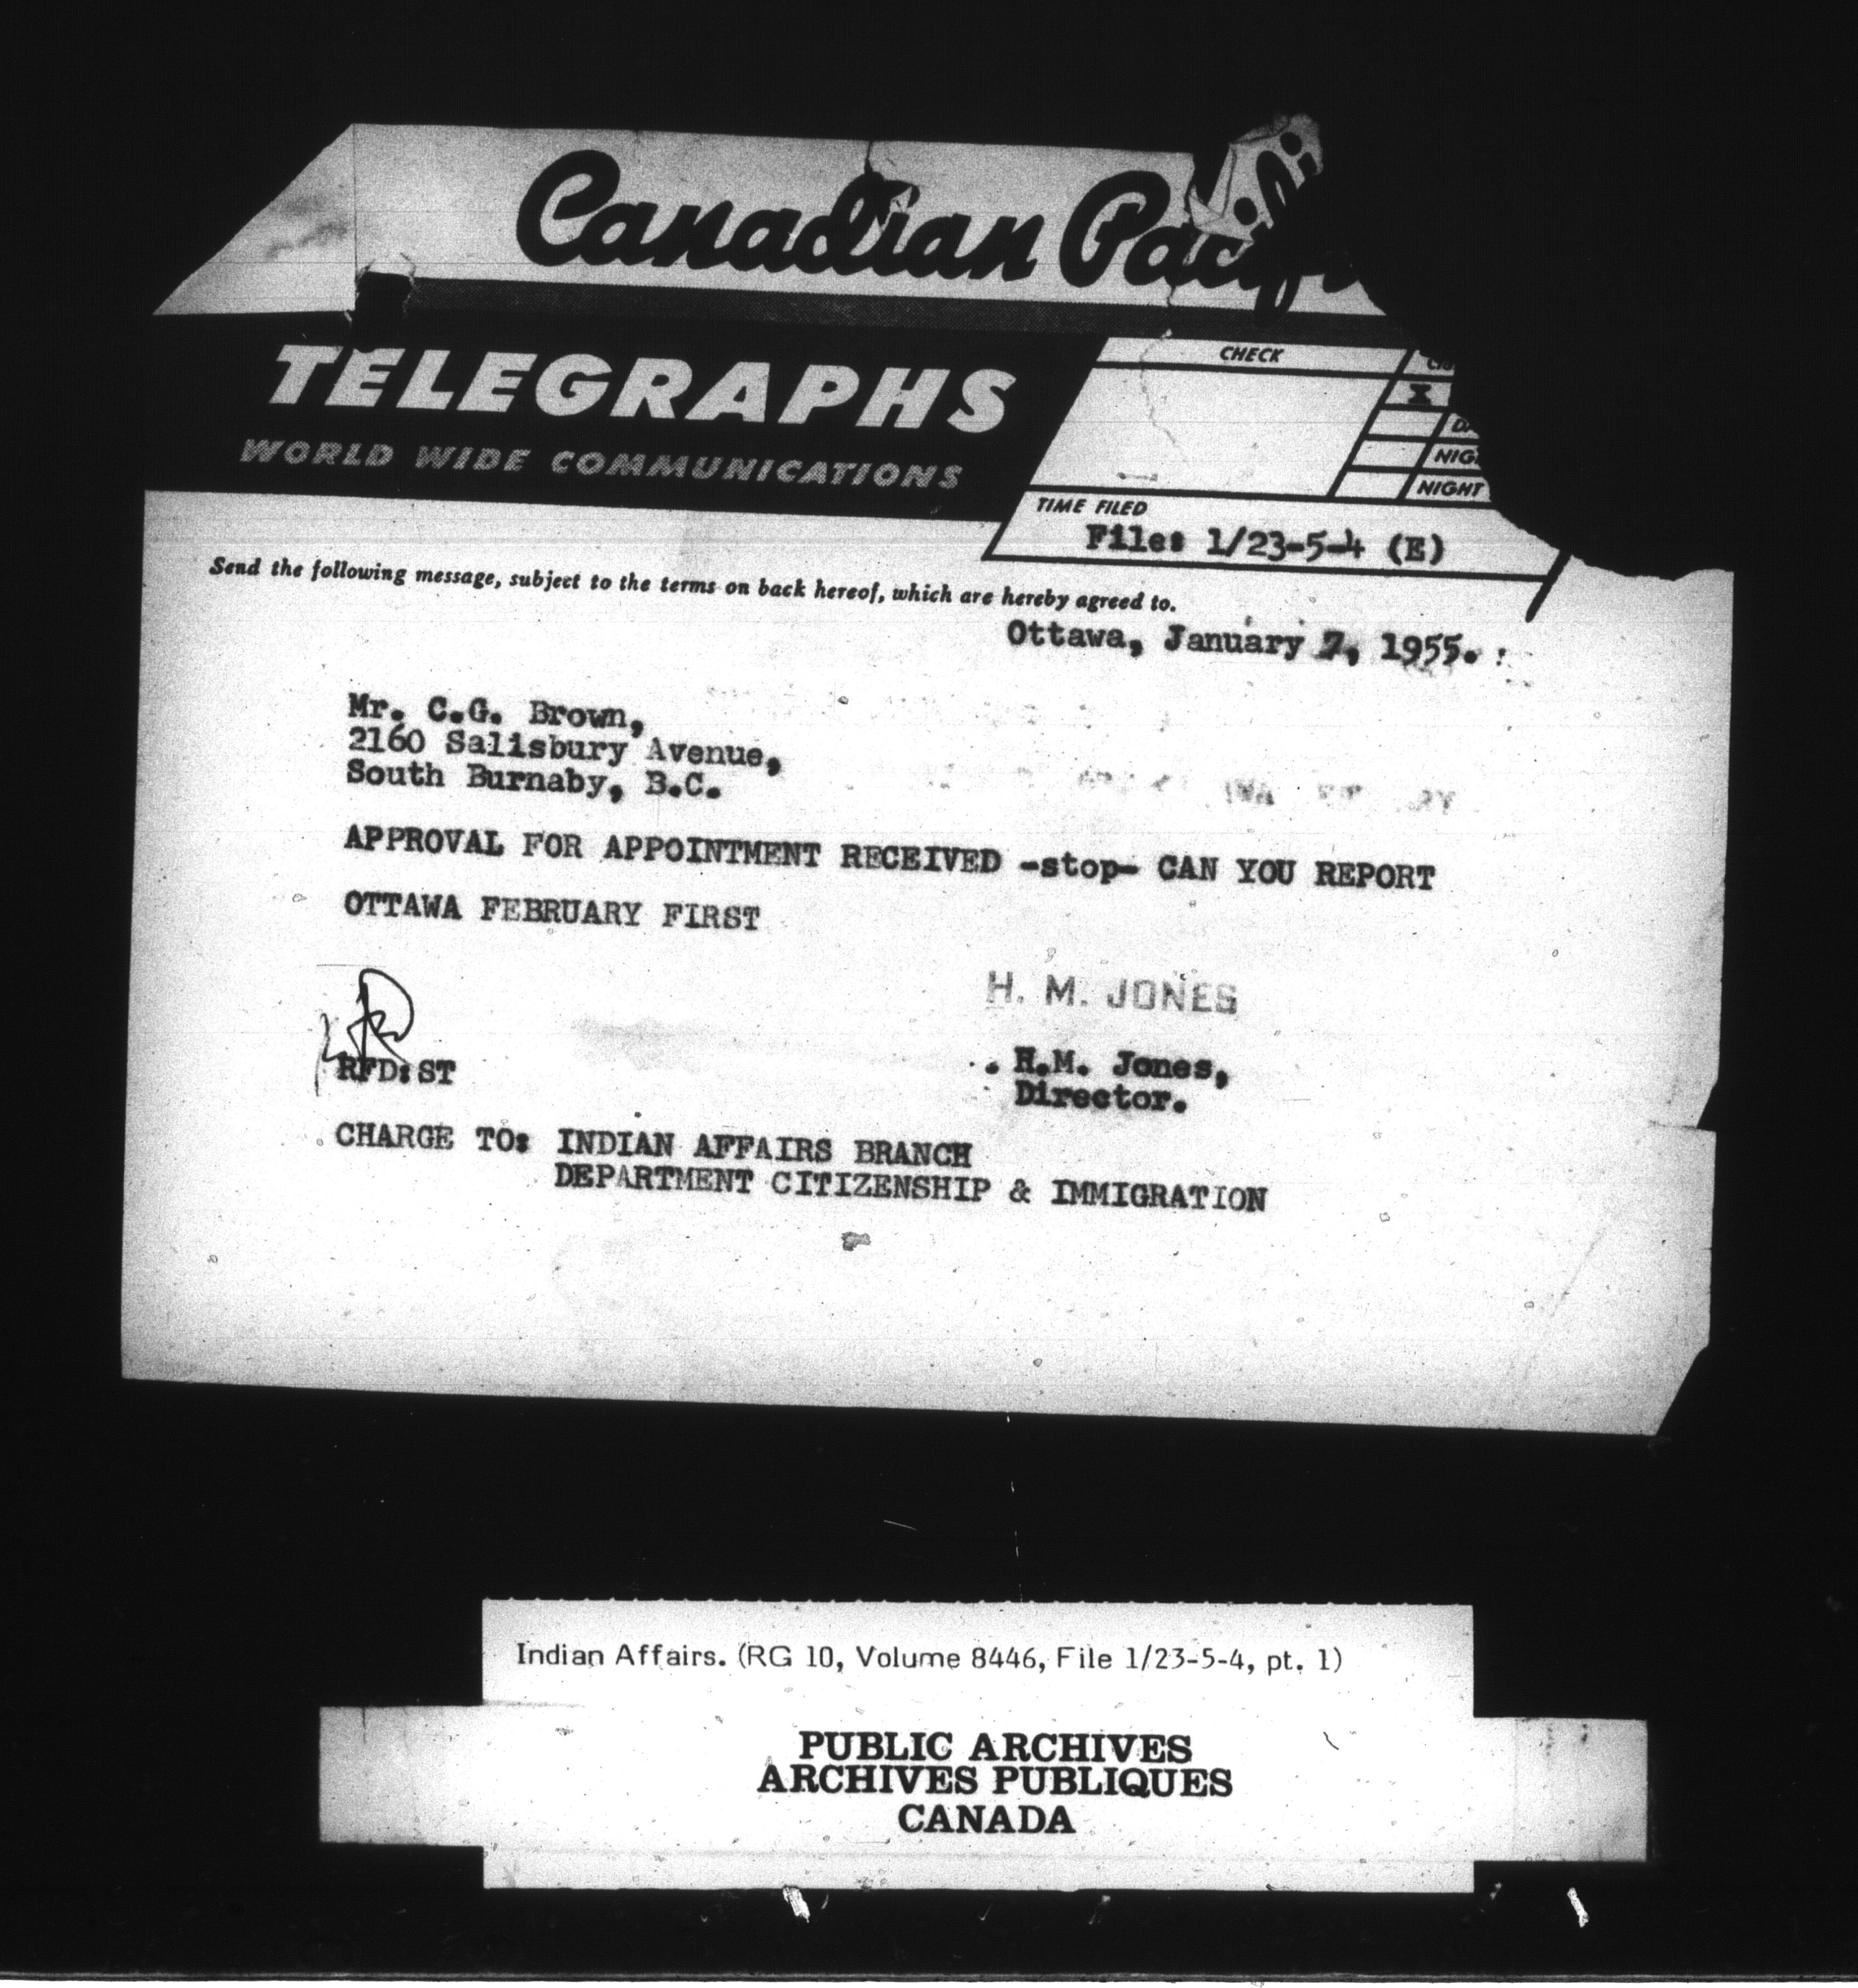 Canadian Pacifi
TELEGRAPHS
WORLD WIDE COMMUNICATIONS
CHECK
X
NIGHT
TIME FILED
File: 1/23-5-4 (E)
Send the following message, subject to the terms on back hereof, which are hereby agreed to.
Ottawa, January 7, 1955.
Mr. C.G. Brown,
2160 Salisbury Avenue,
South Burnaby, B.C.
APPROVAL FOR APPOINTMENT RECEIVED -stop- CAN YOU REPORT
OTTAWA FEBRUARY FIRST
H. M. JONES
RFD:ST
H.M. Jones,
Director.
CHARGE TO: INDIAN AFFAIRS BRANCH
DEPARTMENT CITIZENSHIP & IMMIGRATION
Indian Affairs. (RG 10, Volume 8446, File 1/23-5-4, pt. 1)
PUBLIC ARCHIVES
ARCHIVES PUBLIQUES
CANADA